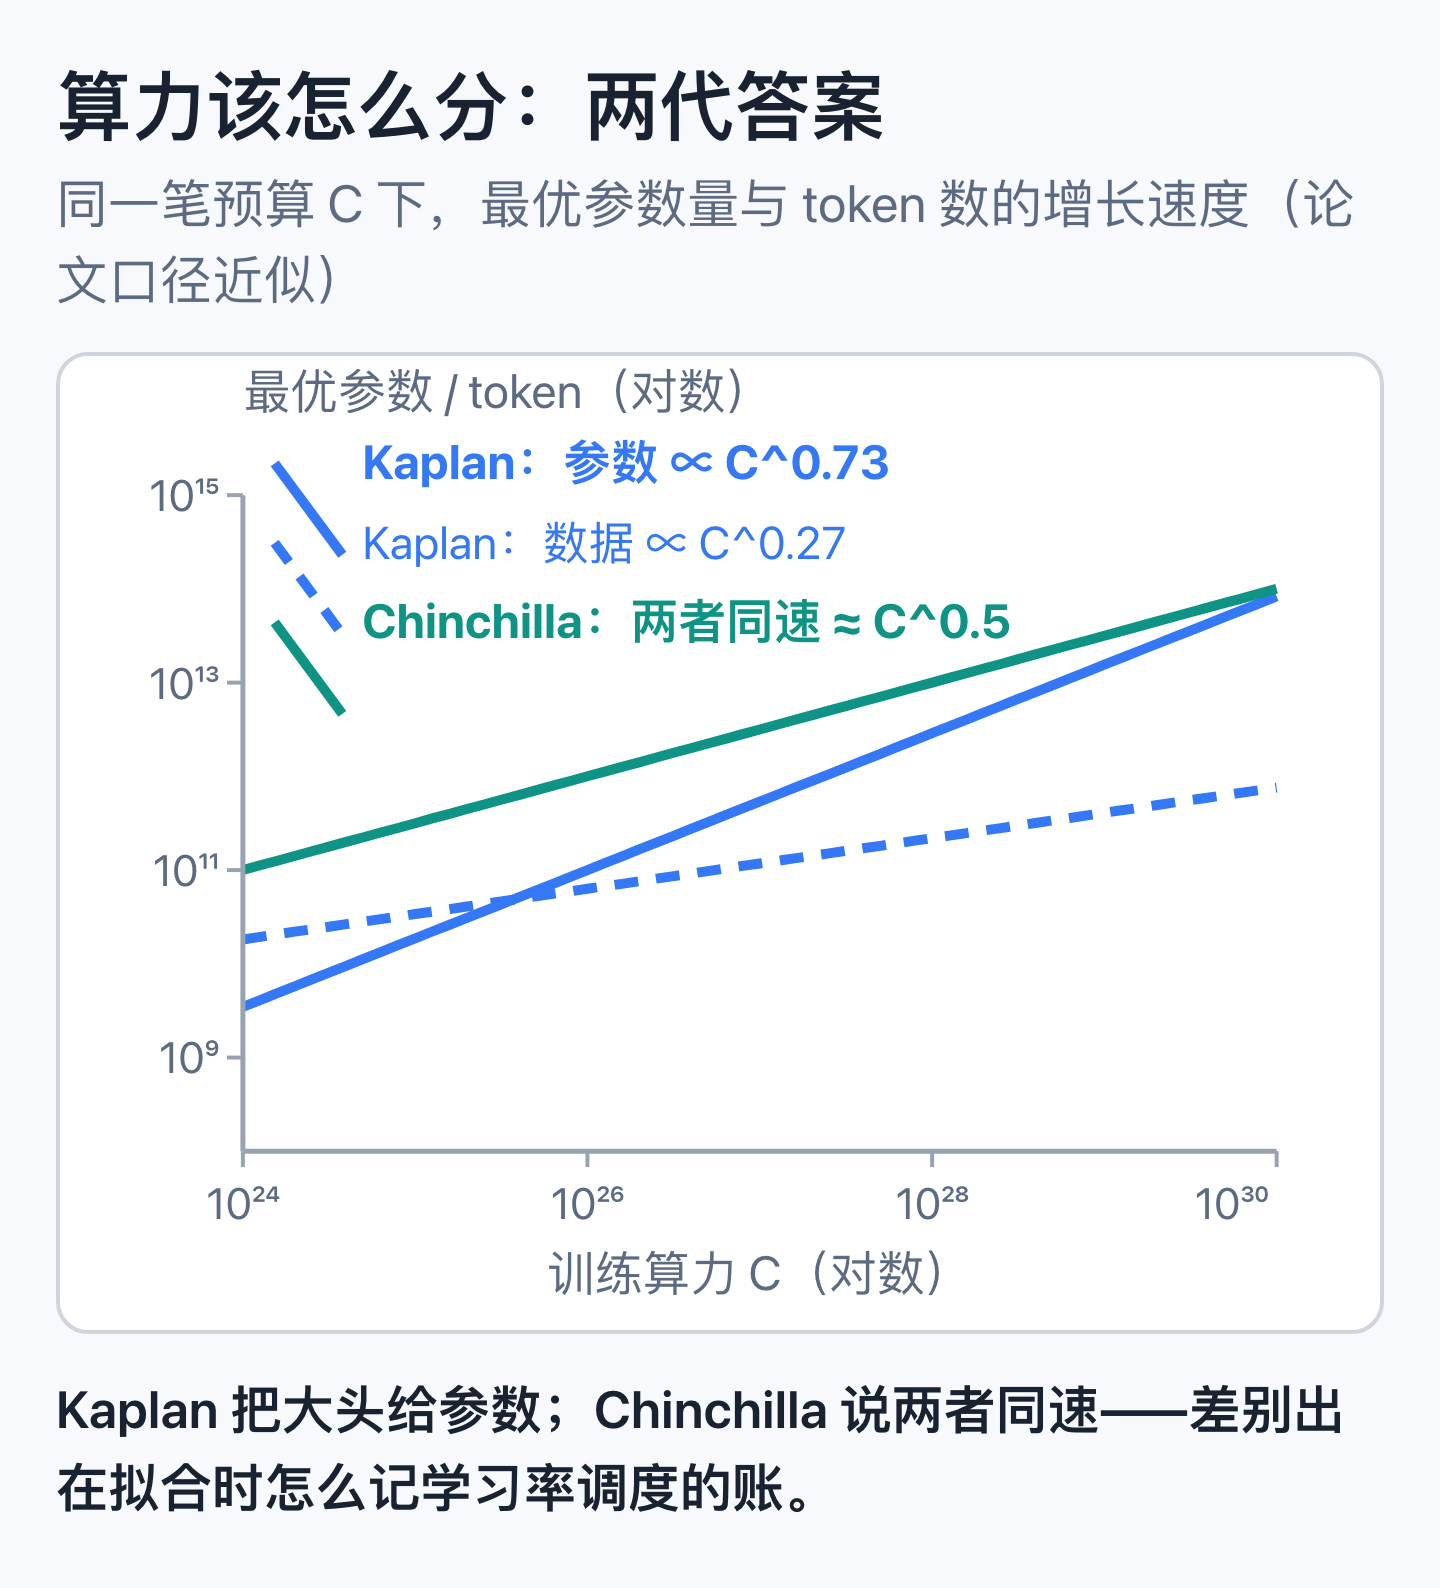 算力该怎么分：两代答案
同一笔预算 C 下，最优参数量与 token 数的增长速度（论
文口径近似）
最优参数 / token（对数）
Kaplan：参数 ∝ C^0.73
Kaplan：数据 ∝ C^0.27
Chinchilla：两者同速 ≈ C^0.5
10¹⁵
10¹³
10¹¹
10⁹
10²⁴
10²⁶
10²⁸
10³⁰
训练算力 C（对数）
Kaplan 把大头给参数；Chinchilla 说两者同速——差别出
在拟合时怎么记学习率调度的账。